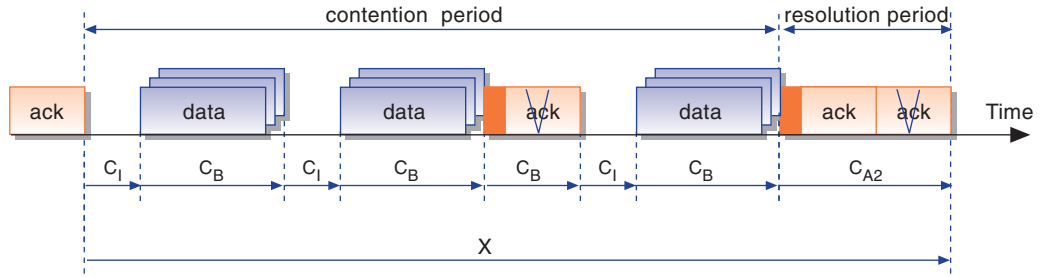 contention period resolution period
ack data data ack data ack ack Time
C_I C_B C_I C_B C_B C_I C_B C_A2
X